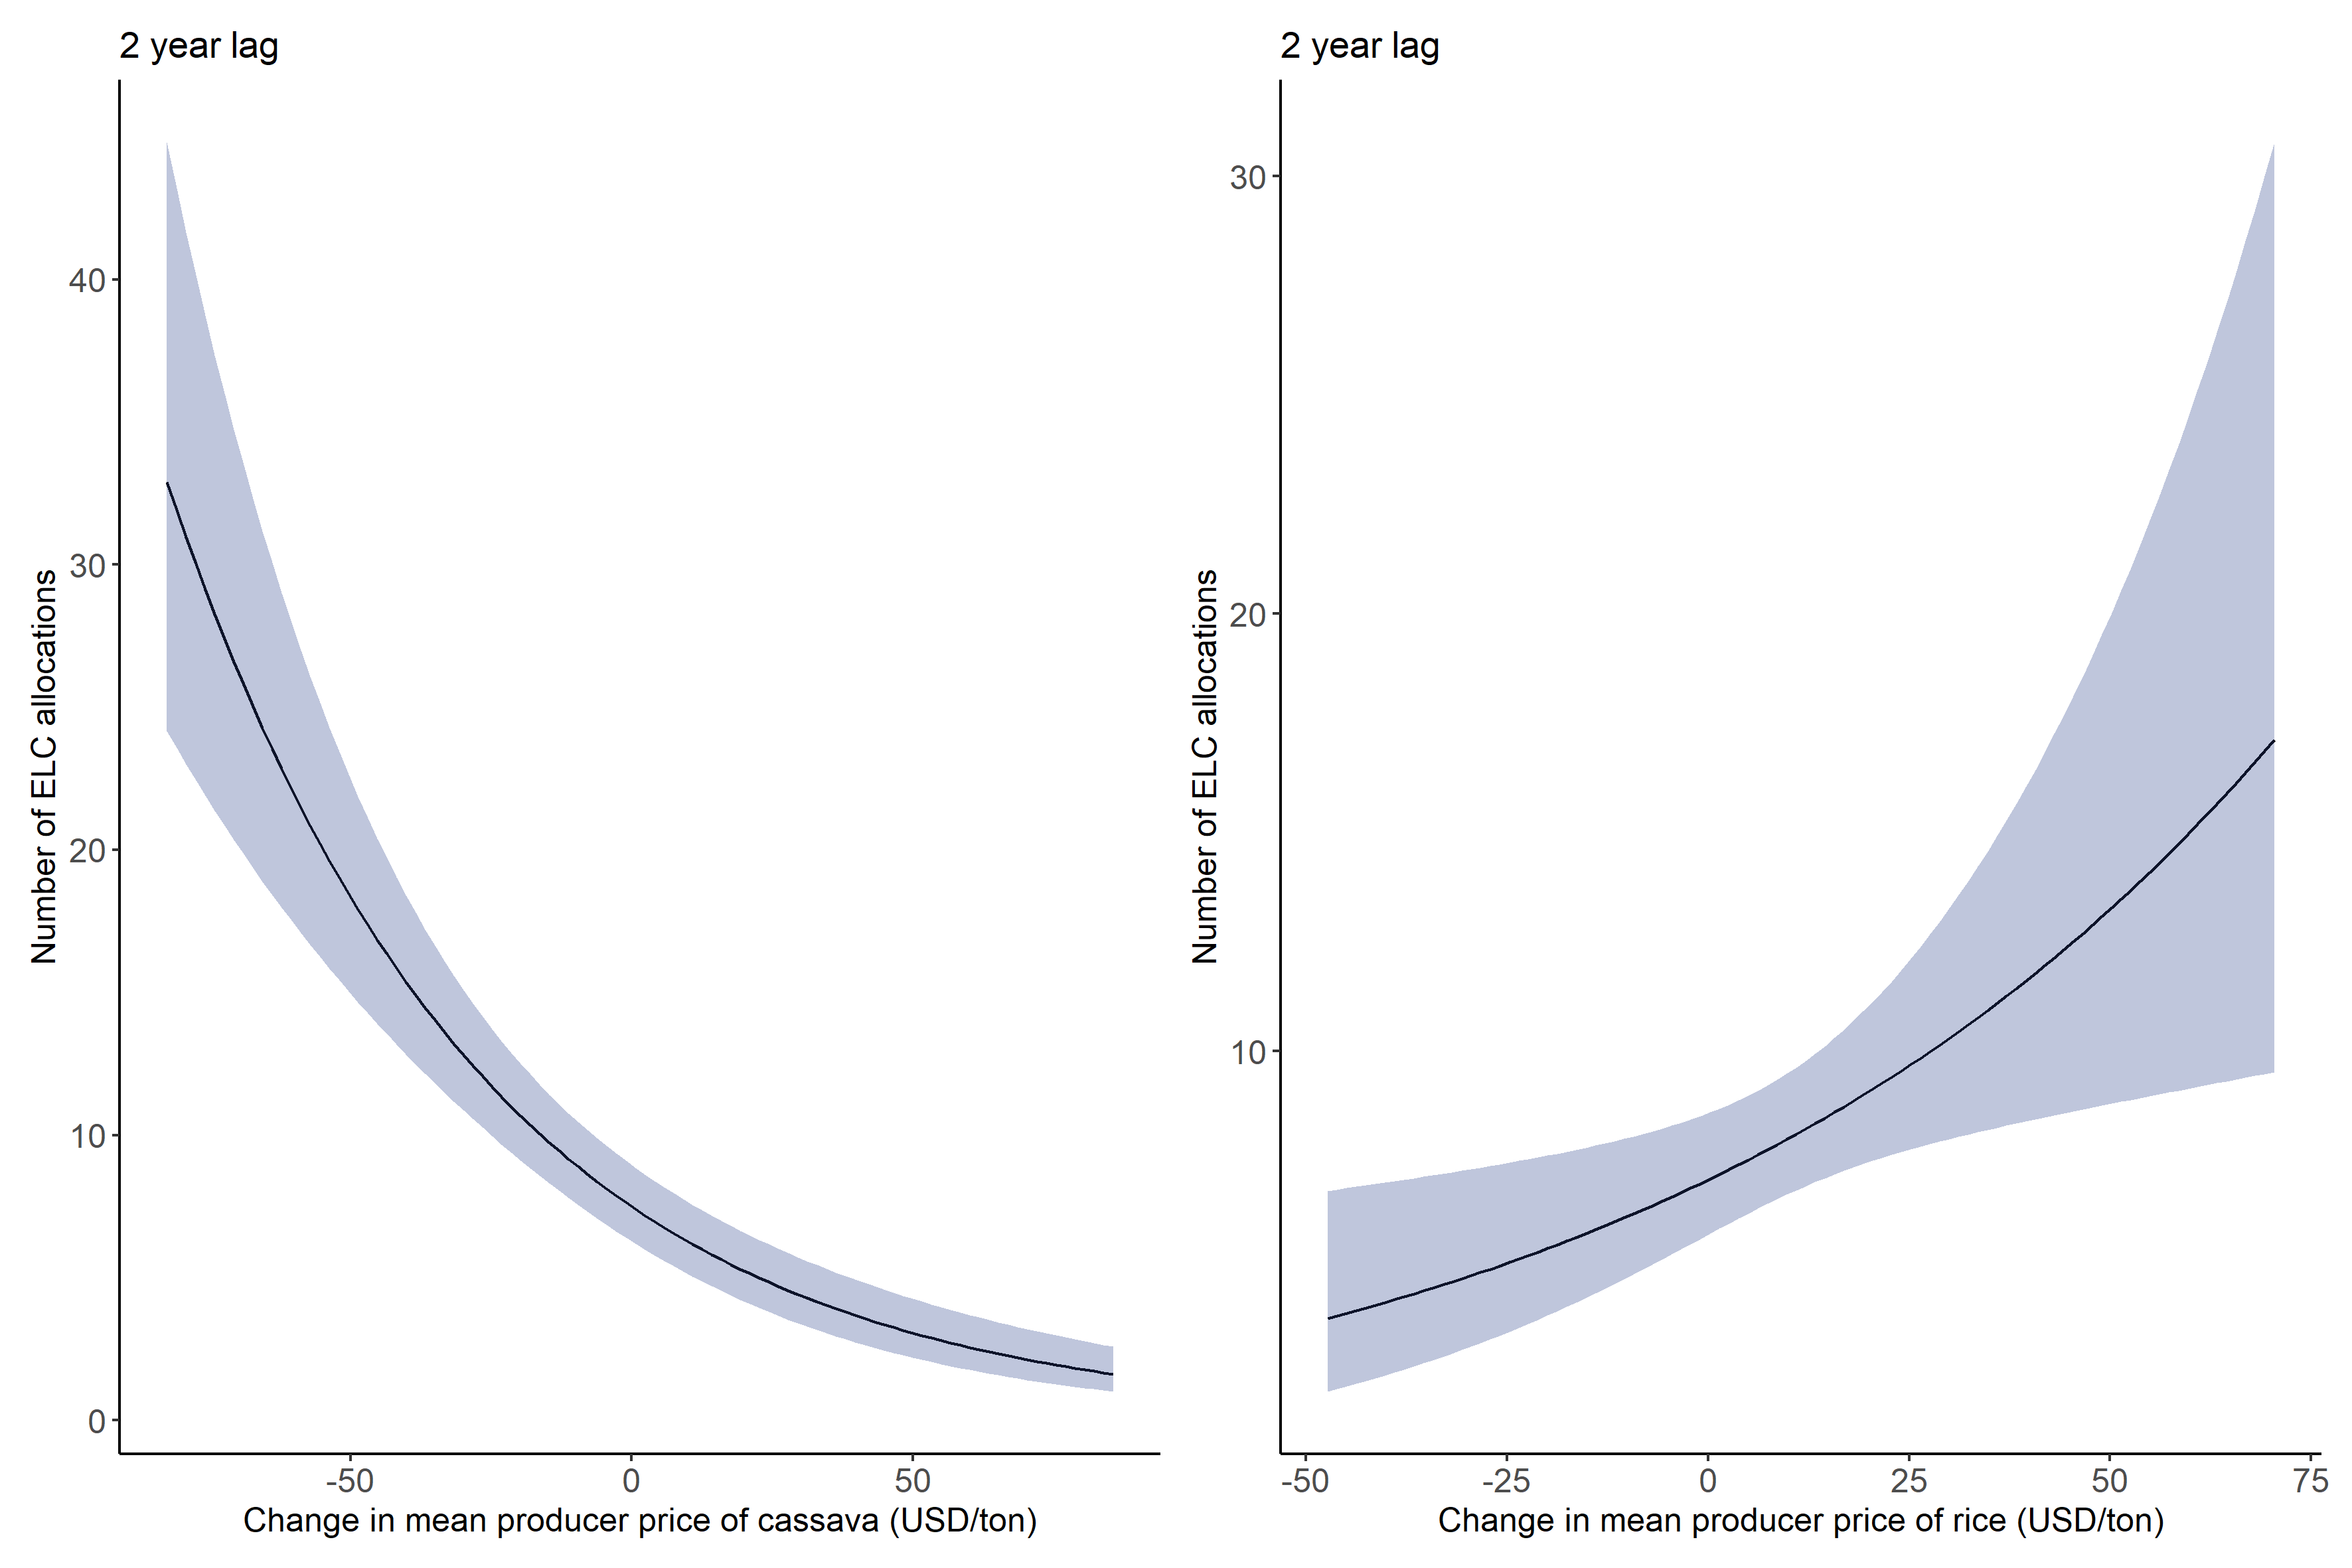 2 year lag
Number of ELC allocations
40
30
20
10
0
-50
0
50
Change in mean producer price of cassava (USD/ton)
2 year lag
Number of ELC allocations
30
20
10
-50
-25
0
25
50
75
Change in mean producer price of rice (USD/ton)